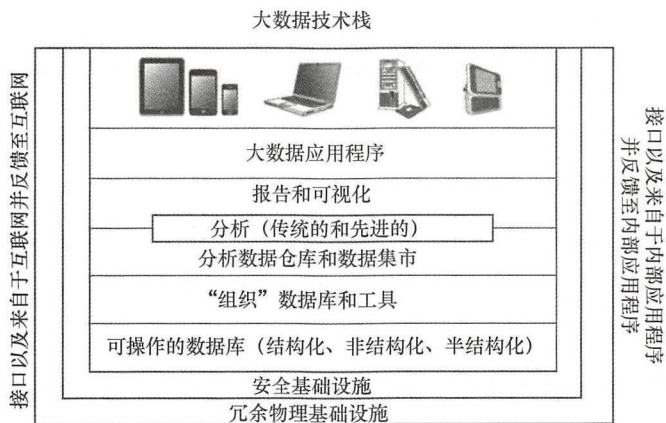 大数据技术栈
接口以及来自于互联网并反馈至互联网
大数据应用程序
报告和可视化
分析（传统的和先进的）
分析数据仓库和数据集市
“组织”数据库和工具
可操作的数据库（结构化、非结构化、半结构化）
安全基础设施
冗余物理基础设施
接口以及来自于内部应用程序
并反馈至内部应用程序